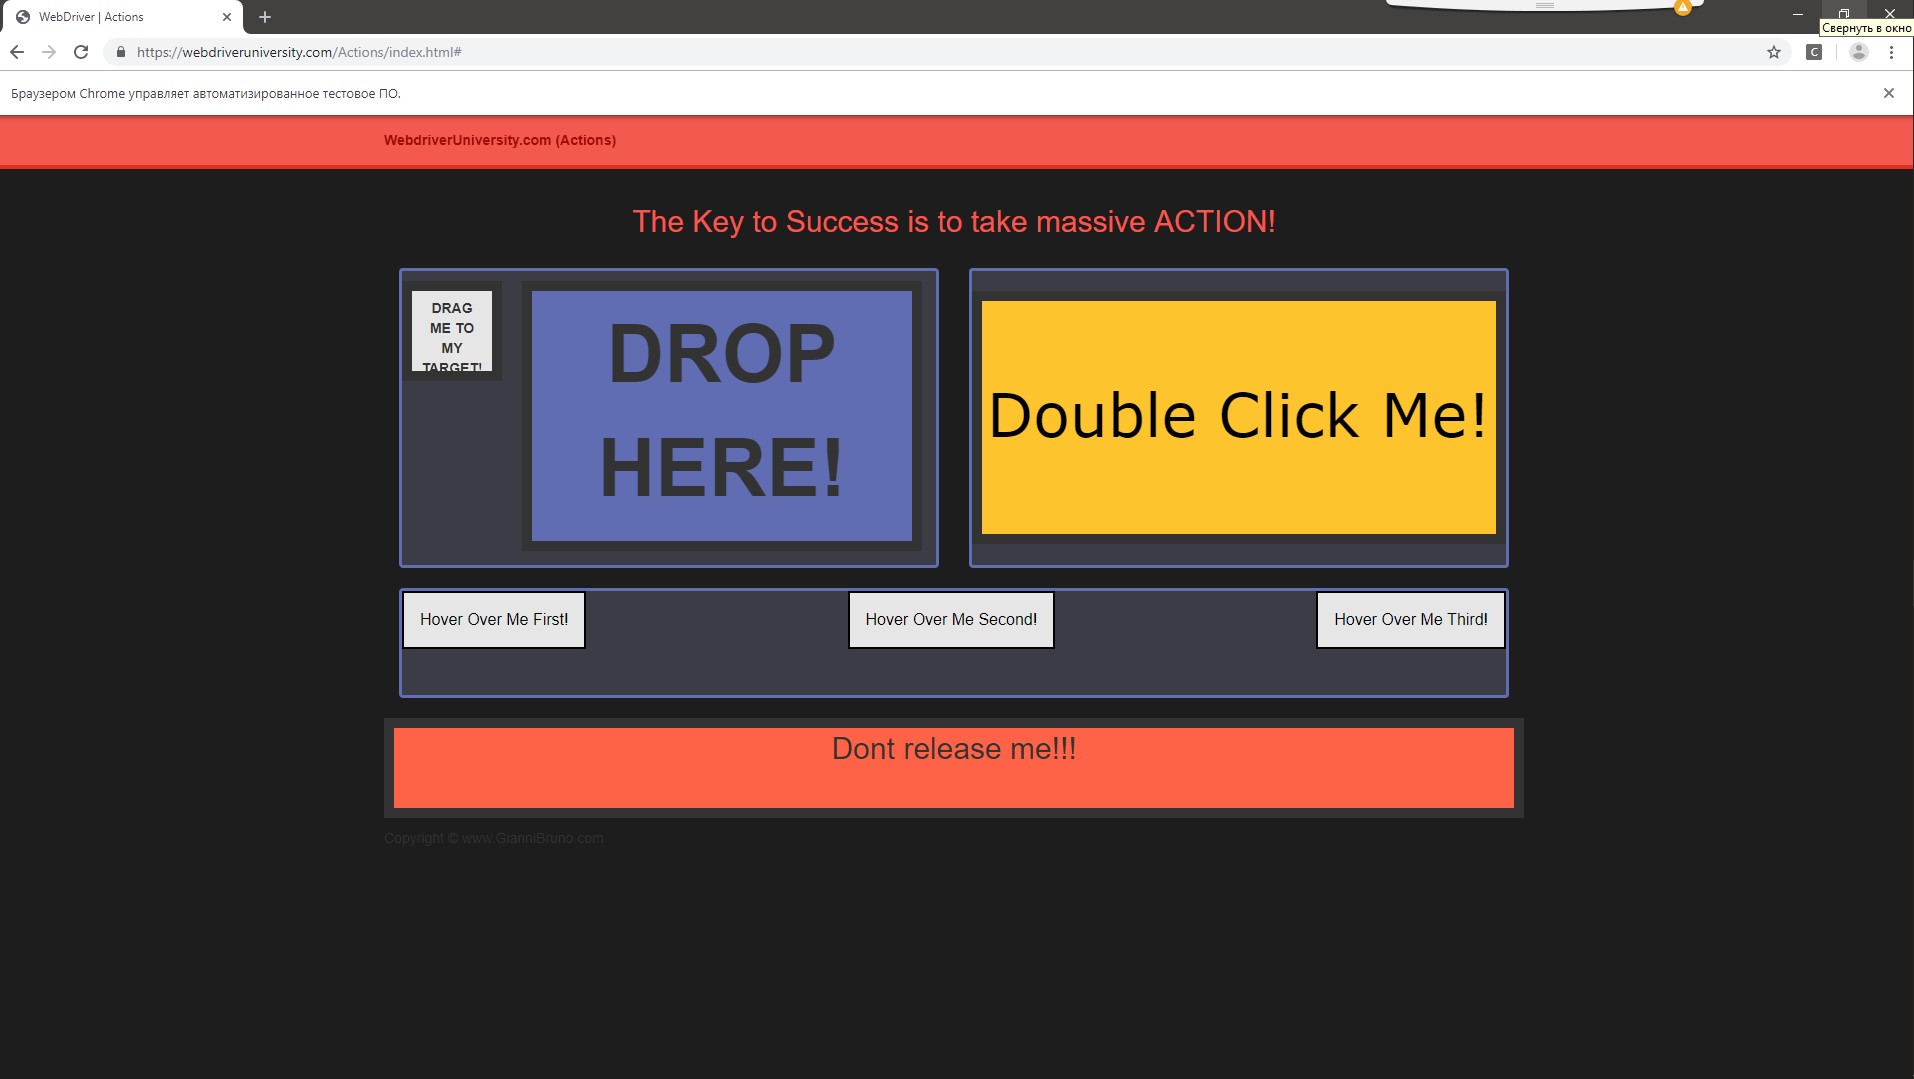 WebDriver | Actions
Свернуть в окно
https://webdriveruniversity.com/Actions/index.html#
C
Браузером Chrome управляет автоматизированное тестовое ПО.
WebdriverUniversity.com (Actions)
The Key to Success is to take massive ACTION!
DRAG
ME TO
MY
TARGET!
DROP
HERE!
Double Click Me!
Hover Over Me First!
Hover Over Me Second!
Hover Over Me Third!
Dont release me!!!
Copyright © www.GianniBruno.com